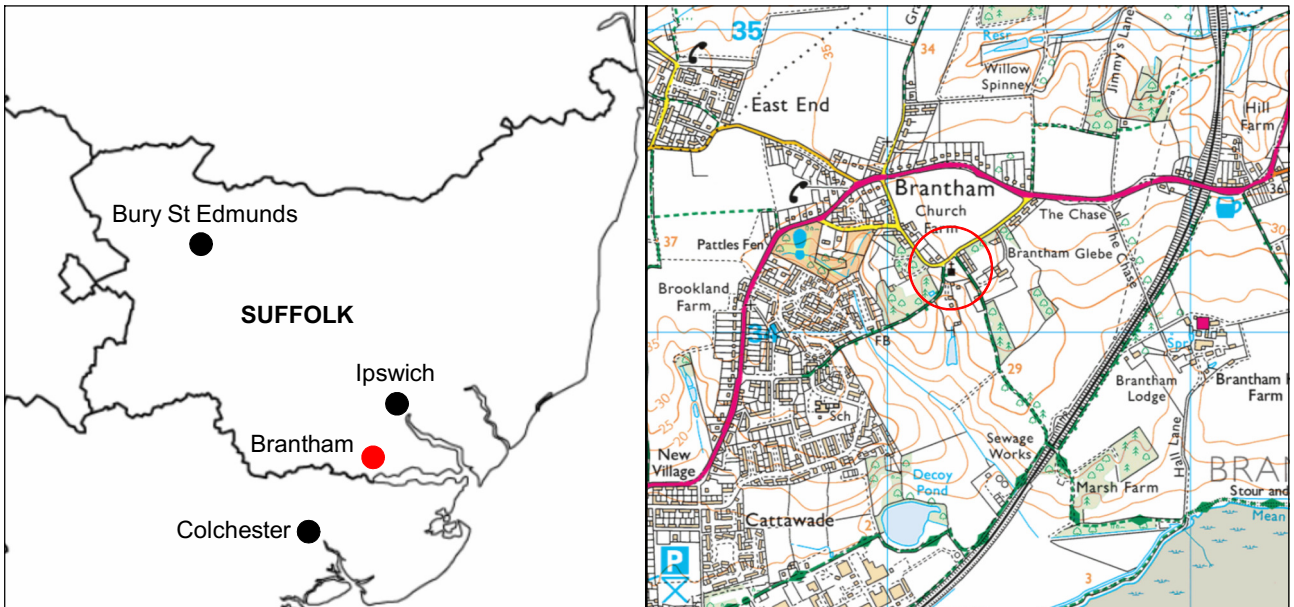 Bury St Edmunds
SUFFOLK
Ipswich
Brantham
Colchester
35
Resr
34
35
Willow
Spinney
Jimmy's Lane
East End
Hill
Farm
Brantham
Church
Farm
The Chase
36
37
Pattles Fen
Brantham Glebe
The Chase
30
Brookland
Farm
34
FB
Spr
29
30
25
20
Brantham
Lodge
Brantham
Farm
Sch
New
Village
Sewage
Works
Hall Lane
Decoy
Pond
Marsh Farm
BRAN
Stour and
Mean
Cattawade
2
P
3